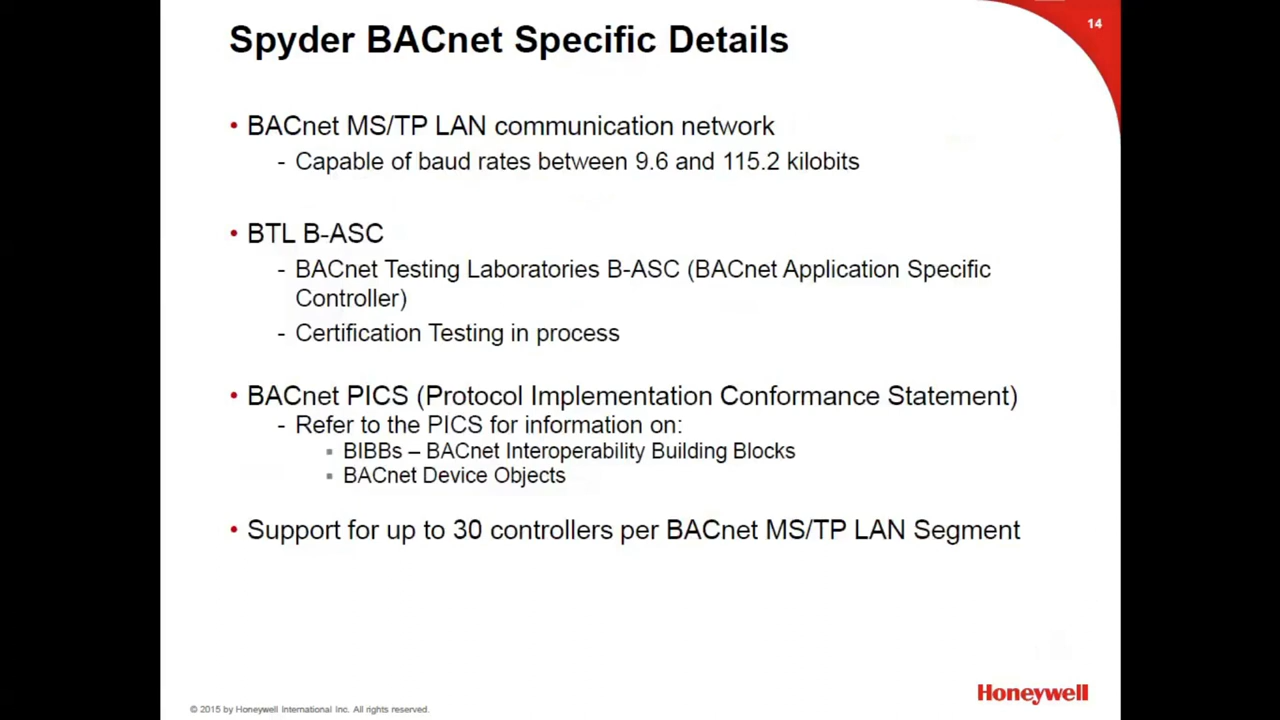 14
Spyder BACnet Specific Details
• BACnet MS/TP LAN communication network
- Capable of baud rates between 9.6 and 115.2 kilobits
• BTL B-ASC
- BACnet Testing Laboratories B-ASC (BACnet Application Specific
Controller)
- Certification Testing in process
• BACnet PICS (Protocol Implementation Conformance Statement)
- Refer to the PICS for information on:
▪ BIBBs – BACnet Interoperability Building Blocks
▪ BACnet Device Objects
• Support for up to 30 controllers per BACnet MS/TP LAN Segment
Honeywell
© 2015 by Honeywell International Inc. All rights reserved.